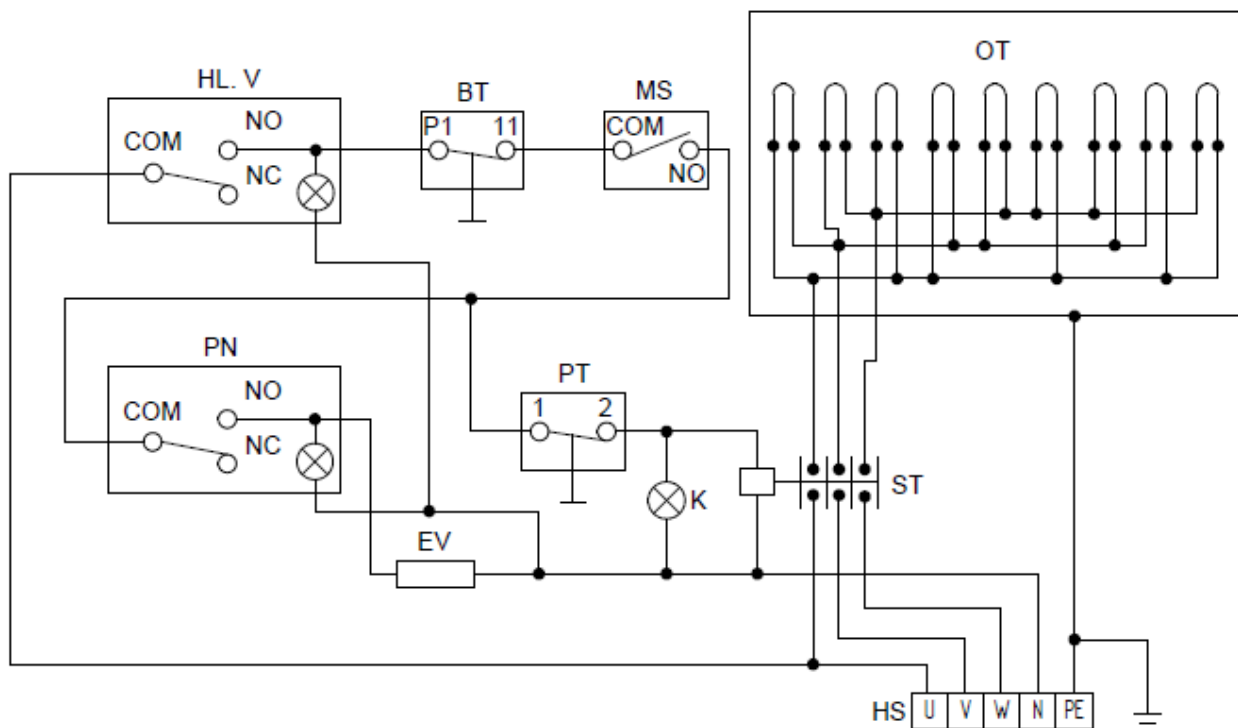 OT
HL. V
BT
MS
NO
COM
NC
P1 11
COM
NO
PN
PT
NO
COM
NC
1 2
K
ST
EV
HS U V W N PE